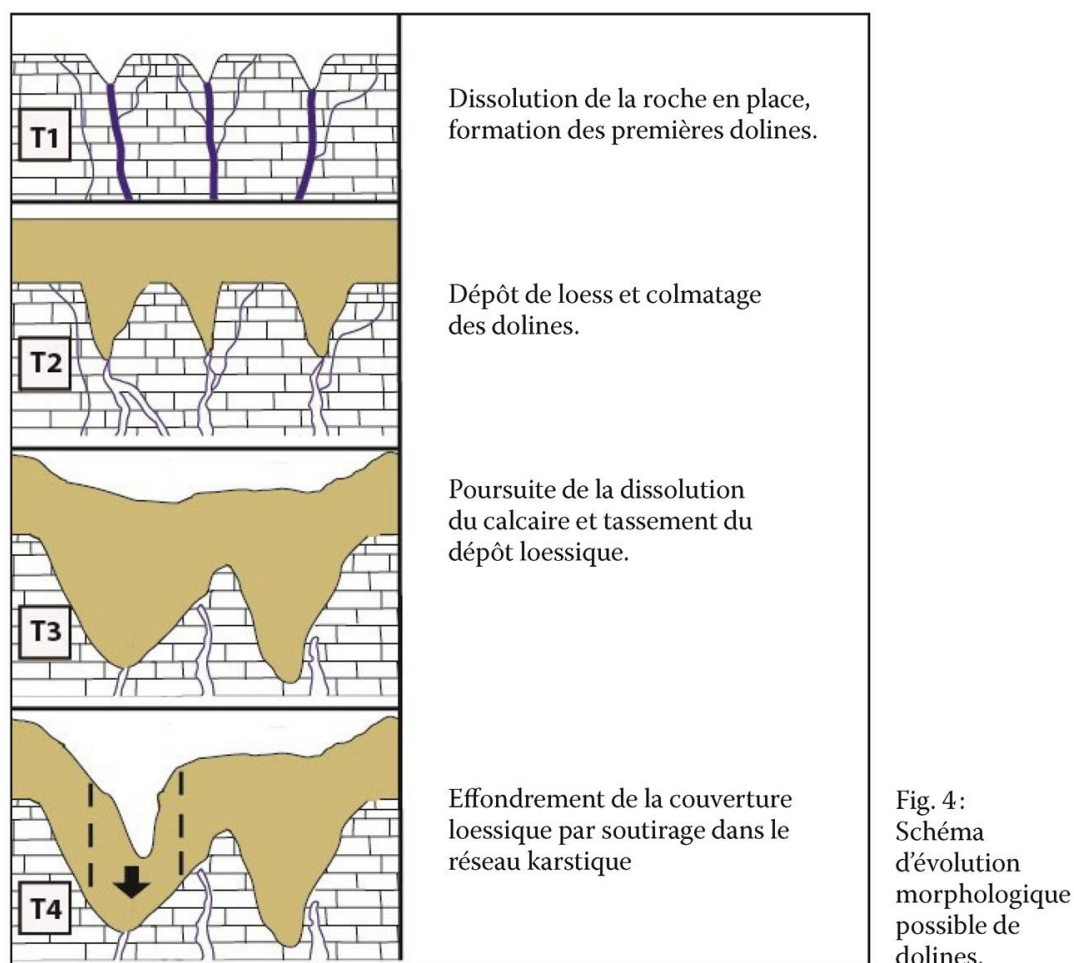 T1
Dissolution de la roche en place,
formation des premières dolines.
T2
Dépôt de loess et colmatage
des dolines.
T3
Poursuite de la dissolution
du calcaire et tassement du
dépôt loessique.
T4
Effondrement de la couverture
loessique par soutirage dans le
réseau karstique
Fig. 4 :
Schéma
d’évolution
morphologique
possible de
dolines.